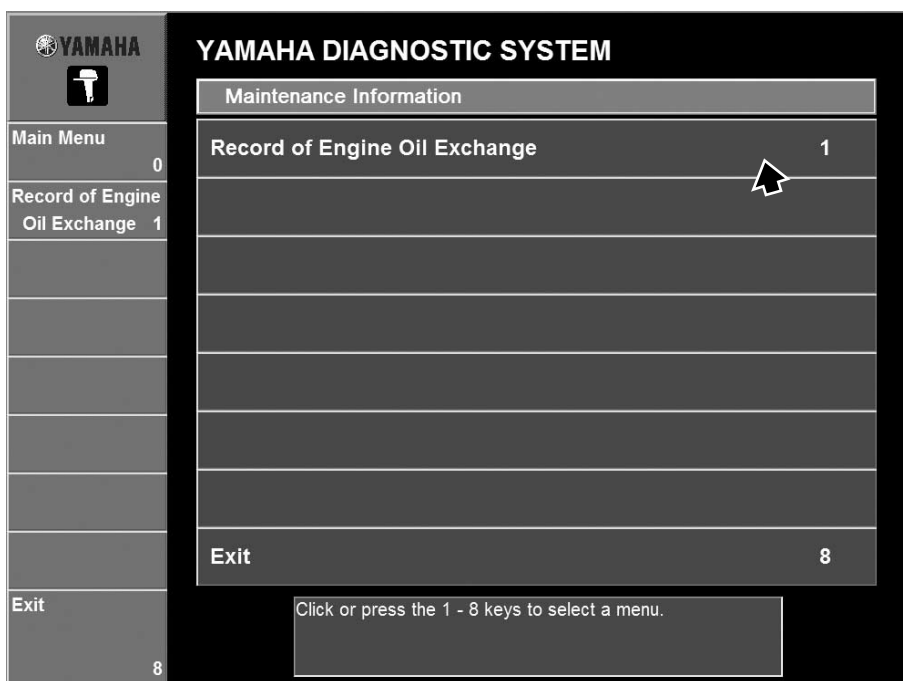 YAMAHA
YAMAHA DIAGNOSTIC SYSTEM
Maintenance Information
Main Menu
0
Record of Engine
Oil Exchange 1
Exit
8
Record of Engine Oil Exchange 1
Exit 8
Click or press the 1 - 8 keys to select a menu.